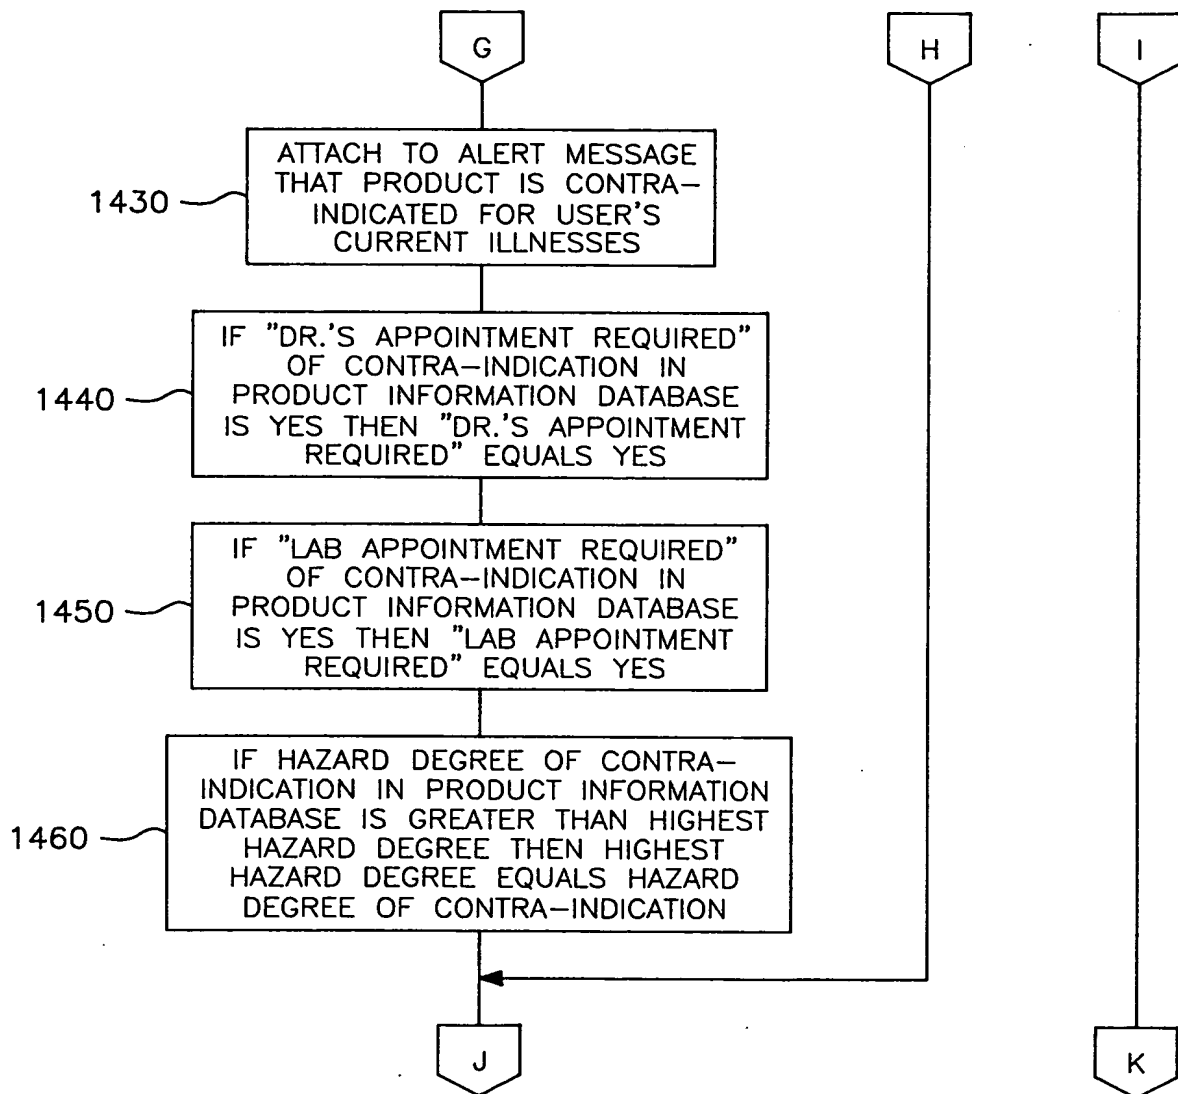 G
H
I
ATTACH TO ALERT MESSAGE
THAT PRODUCT IS CONTRA-
INDICATED FOR USER'S
CURRENT ILLNESSES
1430
IF "DR.'S APPOINTMENT REQUIRED"
OF CONTRA-INDICATION IN
PRODUCT INFORMATION DATABASE
IS YES THEN "DR.'S APPOINTMENT
REQUIRED" EQUALS YES
1440
IF "LAB APPOINTMENT REQUIRED"
OF CONTRA-INDICATION IN
PRODUCT INFORMATION DATABASE
IS YES THEN "LAB APPOINTMENT
REQUIRED" EQUALS YES
1450
IF HAZARD DEGREE OF CONTRA-
INDICATION IN PRODUCT INFORMATION
DATABASE IS GREATER THAN HIGHEST
HAZARD DEGREE THEN HIGHEST
HAZARD DEGREE EQUALS HAZARD
DEGREE OF CONTRA-INDICATION
1460
J
K